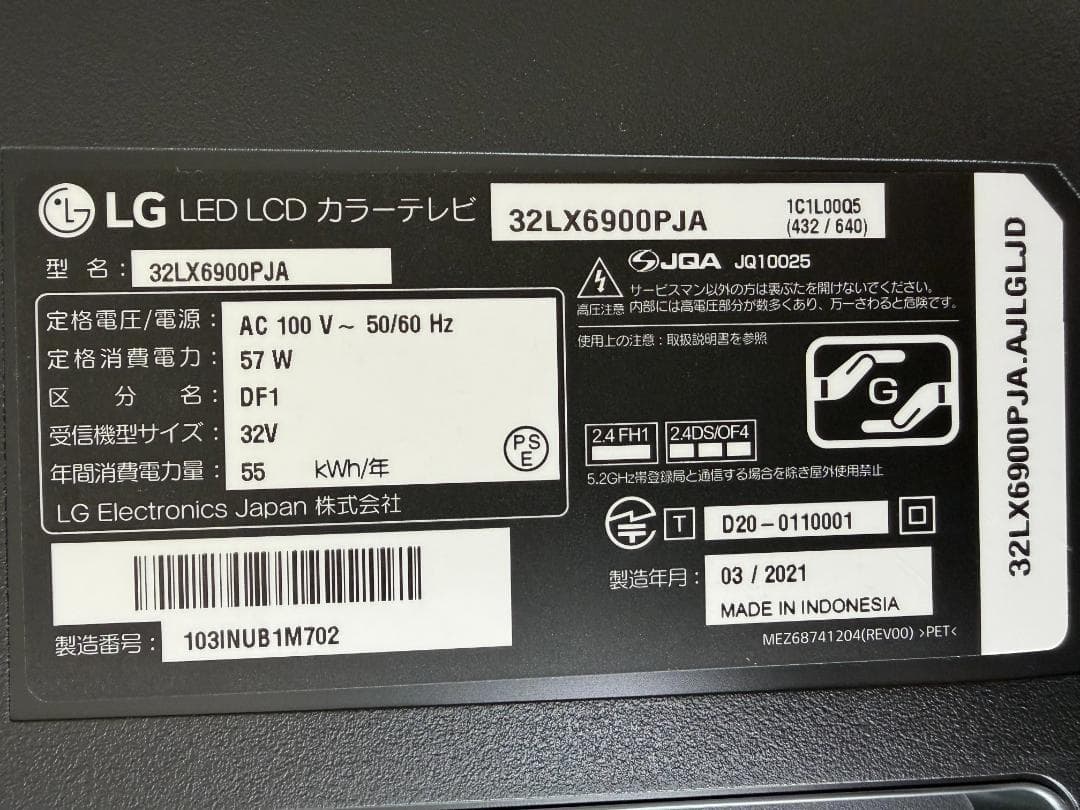 LG LED LCD カラーテレビ
32LX6900PJA
1C1L00Q5
(432 / 640)
型 名： 32LX6900PJA
定格電圧/電源： AC 100 V～ 50/60 Hz
定格消費電力： 57 W
区 分 名： DF1
受信機型サイズ： 32V
年間消費電力量： 55 kWh/年
PS
E
LG Electronics Japan 株式会社
製造番号： 103INUB1M702
JQA JQ10025
サービスマン以外の方は裏ぶたを開けないでください。
高圧注意 内部には高電圧部分が数多くあり、万一さわると危険です。
使用上の注意：取扱説明書を参照
G
2.4 FH1 2.4DS/OF4
5.2GHz帯登録局と通信する場合を除き屋外使用禁止
T D20-0110001
製造年月： 03 / 2021
MADE IN INDONESIA
MEZ68741204(REV00) >PET<
32LX6900PJA.AJLGLJD